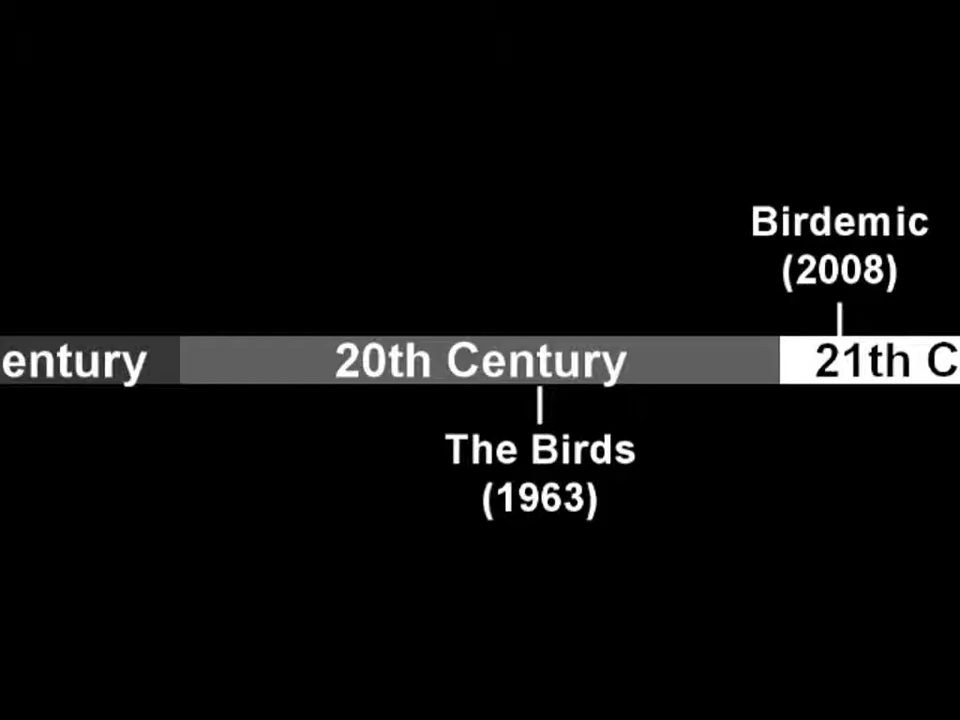 Birdemic
(2008)
entury
20th Century
21th C
The Birds
(1963)